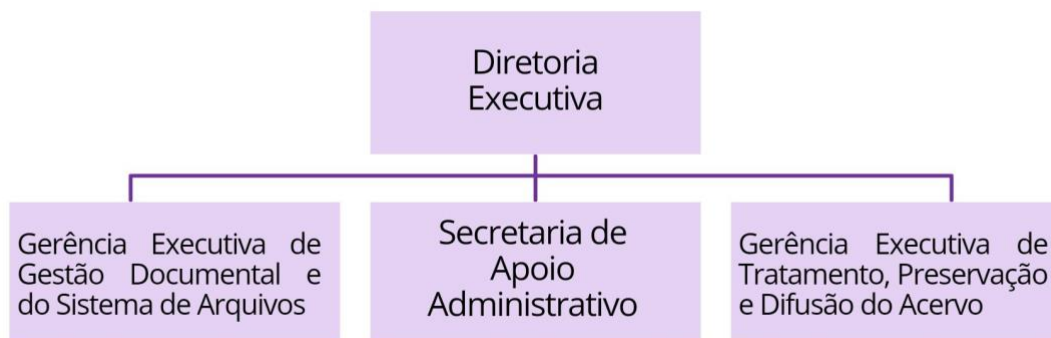 Diretoria
Executiva
Gerência Executiva de
Gestão Documental e
do Sistema de Arquivos
Secretaria de
Apoio
Administrativo
Gerência Executiva de
Tratamento, Preservação
e Difusão do Acervo